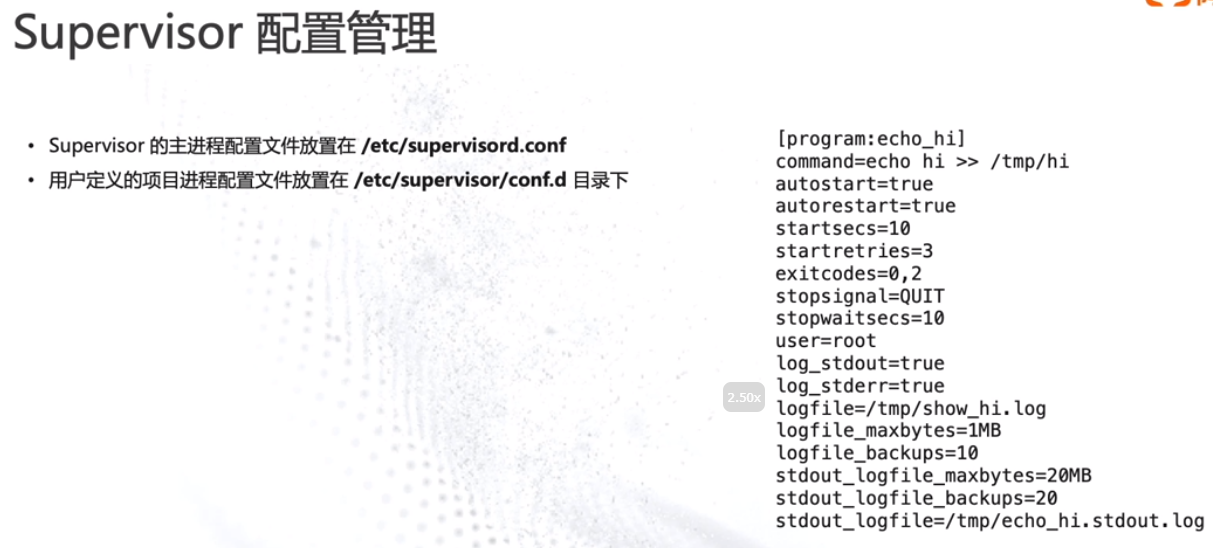 Supervisor 配置管理
• Supervisor 的主进程配置文件放置在 /etc/supervisord.conf
• 用户定义的项目进程配置文件放置在 /etc/supervisor/conf.d 目录下
[program:echo_hi]
command=echo hi >> /tmp/hi
autostart=true
autorestart=true
startsecs=10
startretries=3
exitcodes=0,2
stopsignal=QUIT
stopwaitsecs=10
user=root
log_stdout=true
log_stderr=true
logfile=/tmp/show_hi.log
logfile_maxbytes=1MB
logfile_backups=10
stdout_logfile_maxbytes=20MB
stdout_logfile_backups=20
stdout_logfile=/tmp/echo_hi.stdout.log
2.50x